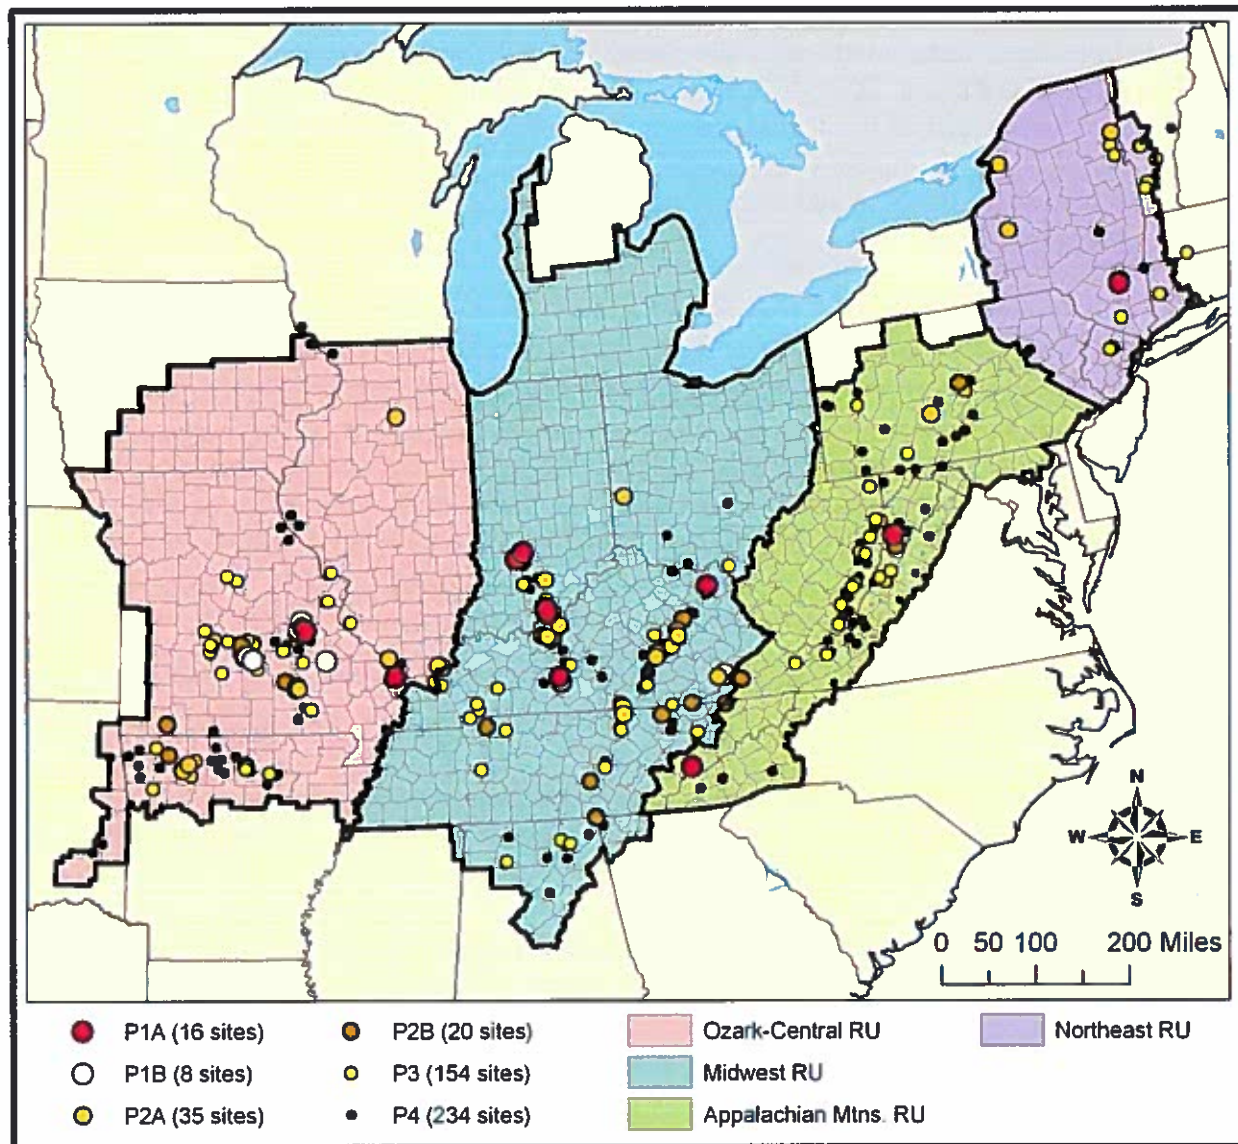 N
W E
S
0 50 100 200 Miles
P1A (16 sites) P2B (20 sites) Ozark-Central RU Northeast RU
P1B (8 sites) P3 (154 sites) Midwest RU
P2A (35 sites) P4 (234 sites) Appalachian Mtns. RU